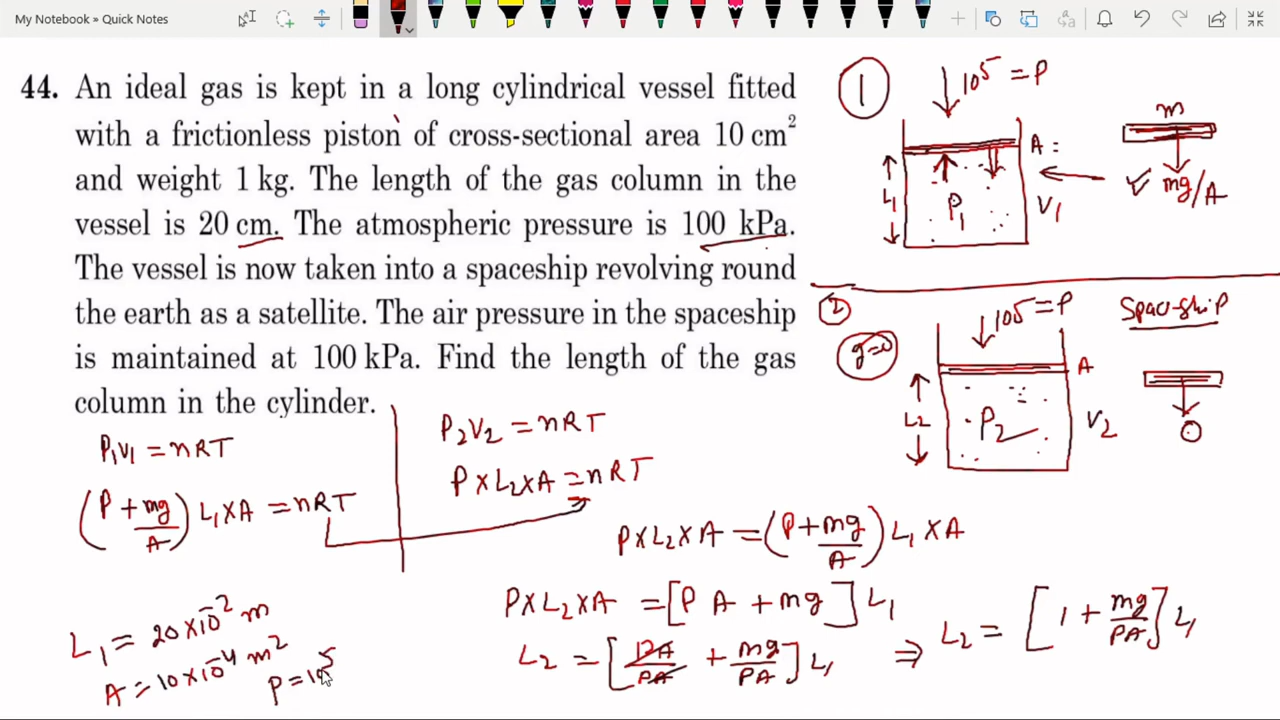 My Notebook » Quick Notes
44. An ideal gas is kept in a long cylindrical vessel fitted
with a frictionless piston of cross-sectional area 10 cm²
and weight 1 kg. The length of the gas column in the
vessel is 20 cm. The atmospheric pressure is 100 kPa.
The vessel is now taken into a spaceship revolving round
the earth as a satellite. The air pressure in the spaceship
is maintained at 100 kPa. Find the length of the gas
column in the cylinder.
1
10⁵ = P
A :
L₁
P₁
V₁
m
✓ mg/A
2
10⁵ = P
Spaceship
g=0
A
L₂
P₂
V₂
0
P₁V₁ = nRT
(P + mg/A) L₁×A = nRT
P₂V₂ = nRT
P×L₂×A = nRT
P×L₂×A = (P+mg/A) L₁×A
P×L₂×A = [P A + mg] L₁
L₂ = [PA/PA + mg/PA] L₁ ⇒ L₂ = [1 + mg/PA] L₁
L₁ = 20×10⁻² m
A = 10×10⁻⁴ m²
P = 10⁵